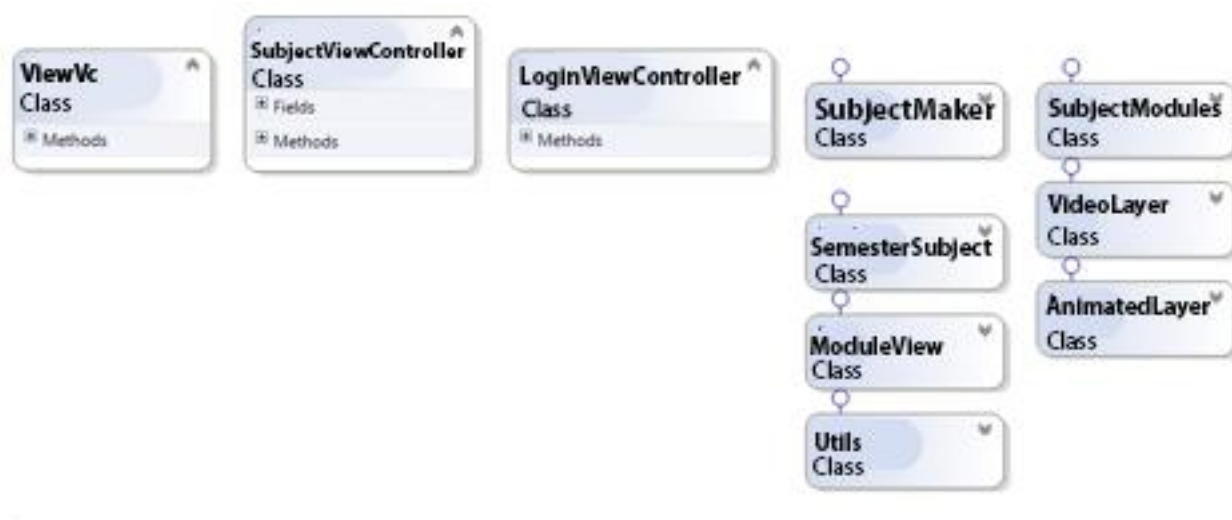 ViewVc
Class
Methods
SubjectViewController
Class
Fields
Methods
LoginViewController
Class
Methods
SubjectMaker
Class
SemesterSubject
Class
ModuleView
Class
Utils
Class
SubjectModules
Class
VideoLayer
Class
AnimatedLayer
Class